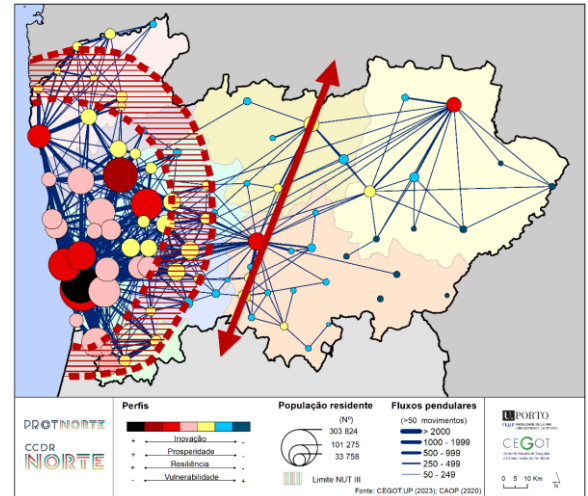 PROTNORTE
CCDR
NORTE
Perfis
+ Inovação -
+ Prosperidade -
+ Resiliência -
- Vulnerabilidade +
População residente
(Nº)
303 824
101 275
33 758
Limite NUT III
Fluxos pendulares
(>50 movimentos)
> 2000
1000 - 1999
500 - 999
250 - 499
50 - 249
U.PORTO
CEGOT
0 5 10 Km
N
Fonte: CEGOT.UP (2023); CAOP (2020)